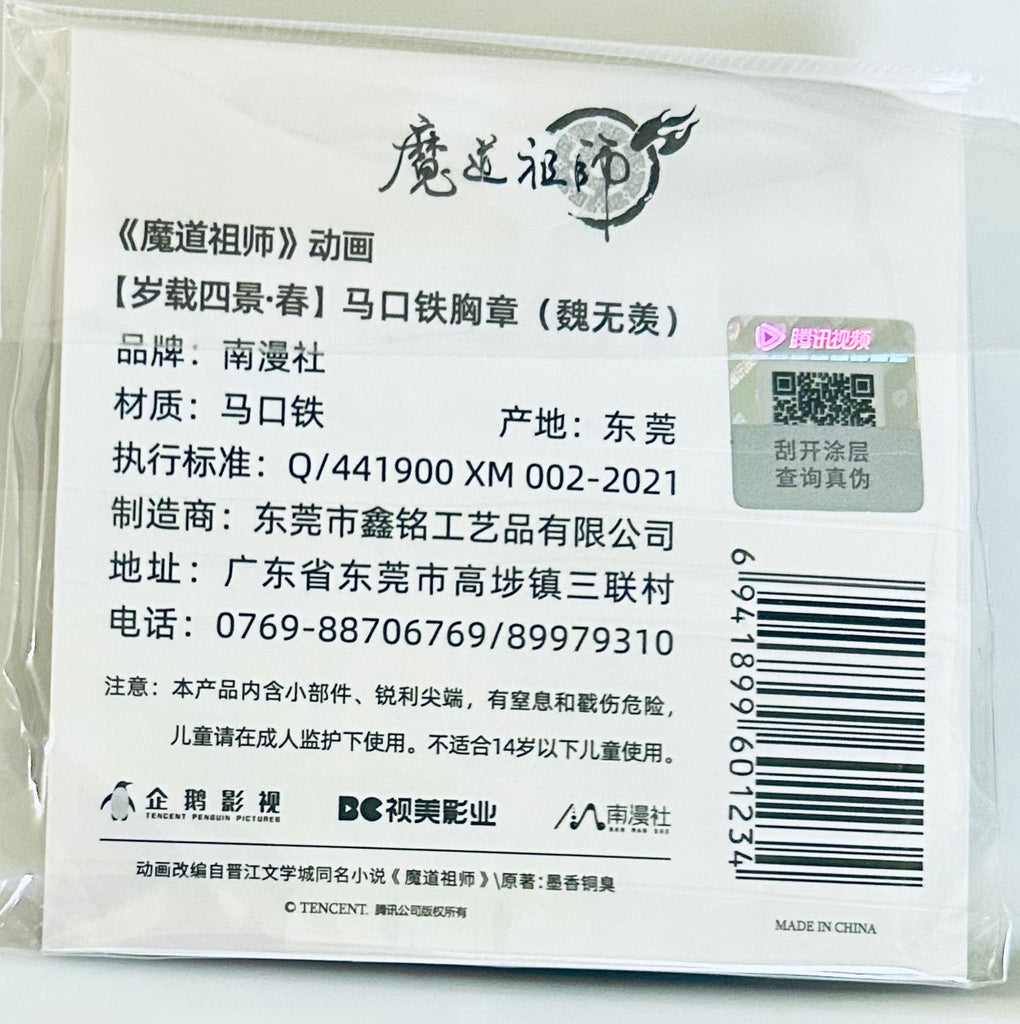 魔道祖师
《魔道祖师》动画
【岁载四景·春】马口铁胸章（魏无羡）
品牌：南漫社
材质：马口铁 产地：东莞
执行标准：Q/441900 XM 002-2021
制造商：东莞市鑫铭工艺品有限公司
地址：广东省东莞市高埗镇三联村
电话：0769-88706769/89979310
注意：本产品内含小部件、锐利尖端，有窒息和戳伤危险，
儿童请在成人监护下使用。不适合14岁以下儿童使用。
企鹅影视
TENCENT PENGUIN PICTURES
BC视美影业
南漫社
NAN MAN SHE
动画改编自晋江文学城同名小说《魔道祖师》\原著：墨香铜臭
© TENCENT. 腾讯公司版权所有
腾讯视频
刮开涂层
查询真伪
6941899601234
MADE IN CHINA